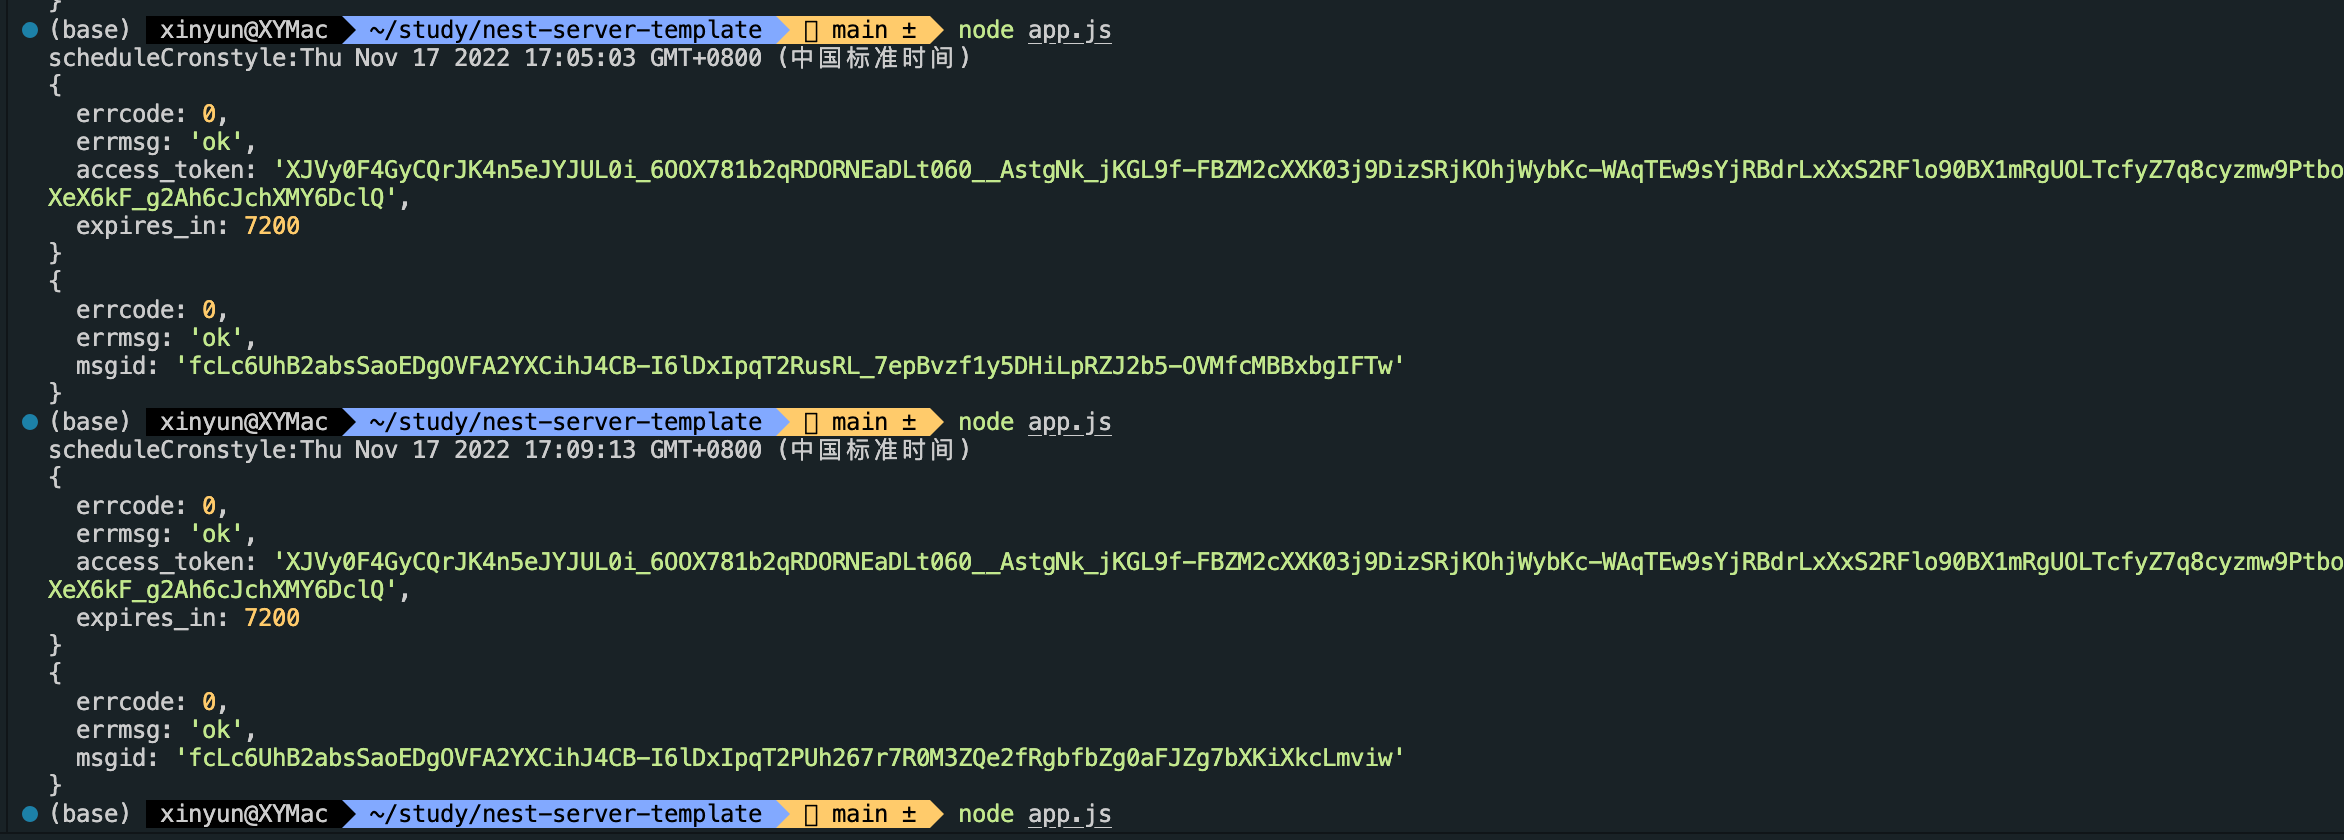 }
(base) xinyun@XYMac ~/study/nest-server-template main ± node app.js
scheduleCronstyle:Thu Nov 17 2022 17:05:03 GMT+0800 (中国标准时间)
{
  errcode: 0,
  errmsg: 'ok',
  access_token: 'XJVy0F4GyCQrJK4n5eJYJUL0i_6OOX781b2qRDORNEaDLt060__AstgNk_jKGL9f-FBZM2cXXK03j9DizSRjKOhjWybKc-WAqTEw9sYjRBdrLxXxS2RFlo90BX1mRgUOLTcfyZ7q8cyzmw9Ptbo
XeX6kF_g2Ah6cJchXMY6DclQ',
  expires_in: 7200
}
{
  errcode: 0,
  errmsg: 'ok',
  msgid: 'fcLc6UhB2absSaoEDgOVFA2YXCihJ4CB-I6lDxIpqT2RusRL_7epBvzf1y5DHiLpRZJ2b5-OVMfcMBBxbgIFTw'
}
(base) xinyun@XYMac ~/study/nest-server-template main ± node app.js
scheduleCronstyle:Thu Nov 17 2022 17:09:13 GMT+0800 (中国标准时间)
{
  errcode: 0,
  errmsg: 'ok',
  access_token: 'XJVy0F4GyCQrJK4n5eJYJUL0i_6OOX781b2qRDORNEaDLt060__AstgNk_jKGL9f-FBZM2cXXK03j9DizSRjKOhjWybKc-WAqTEw9sYjRBdrLxXxS2RFlo90BX1mRgUOLTcfyZ7q8cyzmw9Ptbo
XeX6kF_g2Ah6cJchXMY6DclQ',
  expires_in: 7200
}
{
  errcode: 0,
  errmsg: 'ok',
  msgid: 'fcLc6UhB2absSaoEDgOVFA2YXCihJ4CB-I6lDxIpqT2PUh267r7R0M3ZQe2fRgbfbZg0aFJZg7bXKiXkcLmviw'
}
(base) xinyun@XYMac ~/study/nest-server-template main ± node app.js